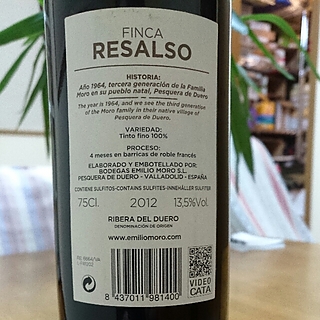 FINCA
RESALSO
HISTORIA:
Año 1964, tercera generación de la Familia
Moro en su pueblo natal, Pesquera de Duero.
The year is 1964, and we see the third generation
of the Moro family in their native village of
Pesquera de Duero.
VARIEDAD:
Tinto fino 100%
PROCESO:
4 meses en barricas de roble francés
ELABORADO Y EMBOTELLADO POR:
BODEGAS EMILIO MORO S.L.
PESQUERA DE DUERO - VALLADOLID - ESPAÑA
CONTIENE SULFITOS-CONTAINS SULPHITES-INNEHÅLLER SULFITER
75Cl. 2012 13,5%Vol.
RIBERA DEL DUERO
DENOMINACIÓN DE ORIGEN
www.emiliomoro.com
8 437011 981400
VIDEO
CATA